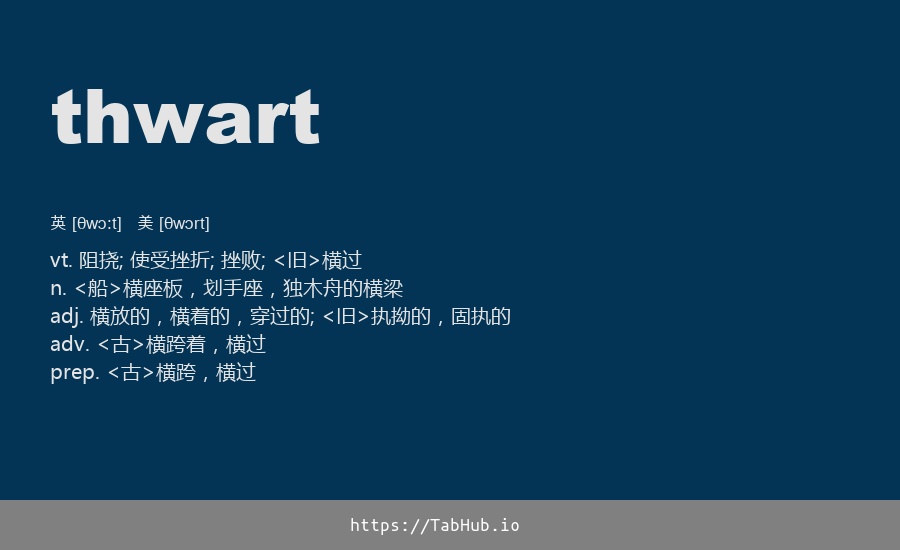 thwart
英 [θwɔːt] 美 [θwɔrt]
vt. 阻挠; 使受挫折; 挫败; <旧>横过
n. <船>横座板，划手座，独木舟的横梁
adj. 横放的，横着的，穿过的; <旧>执拗的，固执的
adv. <古>横跨着，横过
prep. <古>横跨，横过
https://TabHub.io